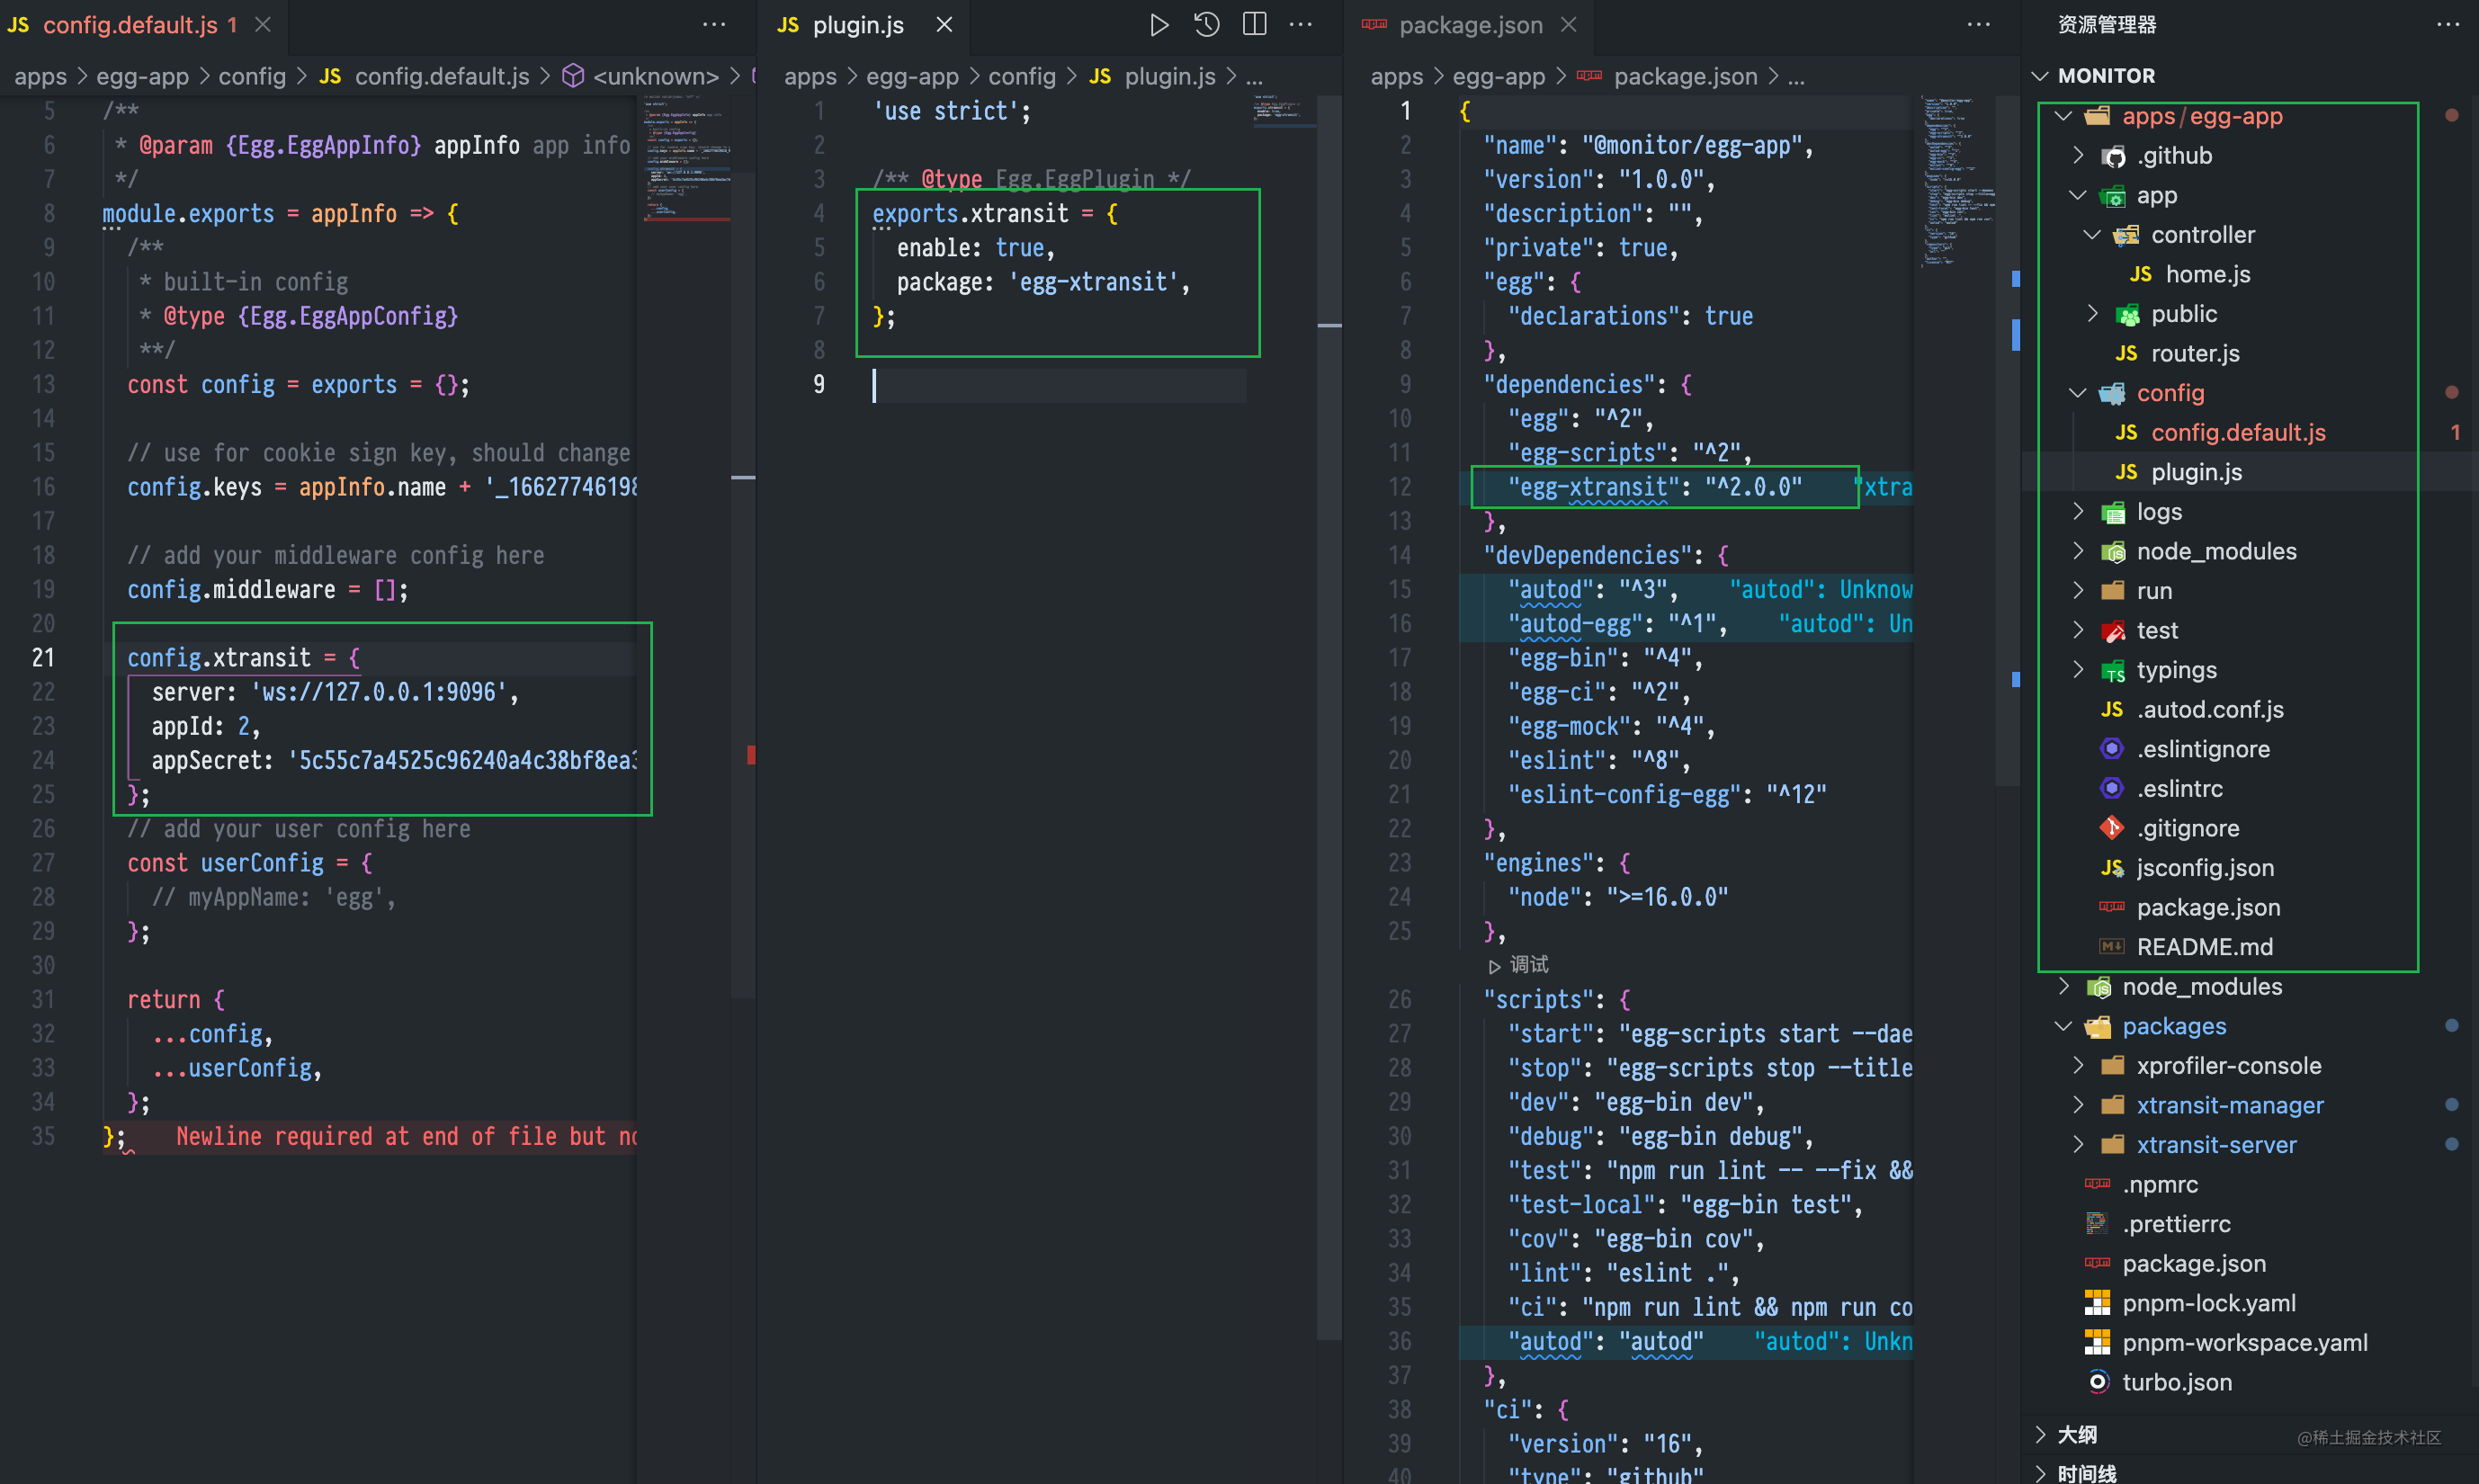 config.default.js 1
apps > egg-app > config > JS config.default.js > <unknown> >
5 /**
6 * @param {Egg.EggAppInfo} appInfo app info
7 */
8 module.exports = appInfo => {
9 /**
10 * built-in config
11 * @type {Egg.EggAppConfig}
12 **/
13 const config = exports = {};
14
15 // use for cookie sign key, should change
16 config.keys = appInfo.name + '_16627746198
17
18 // add your middleware config here
19 config.middleware = [];
20
21 config.xtransit = {
22 server: 'ws://127.0.0.1:9096',
23 appId: 2,
24 appSecret: '5c55c7a4525c96240a4c38bf8ea3
25 };
26 // add your user config here
27 const userConfig = {
28 // myAppName: 'egg',
29 };
30
31 return {
32 ...config,
33 ...userConfig,
34 };
35 }; Newline required at end of file but no
JS plugin.js
apps > egg-app > config > JS plugin.js > ...
1 'use strict';
2
3 /** @type Egg.EggPlugin */
4 exports.xtransit = {
5 enable: true,
6 package: 'egg-xtransit',
7 };
8
9
package.json
apps > egg-app > package.json > ...
1 {
2 "name": "@monitor/egg-app",
3 "version": "1.0.0",
4 "description": "",
5 "private": true,
6 "egg": {
7 "declarations": true
8 },
9 "dependencies": {
10 "egg": "^2",
11 "egg-scripts": "^2",
12 "egg-xtransit": "^2.0.0" "xtra
13 },
14 "devDependencies": {
15 "autod": "^3", "autod": Unknow
16 "autod-egg": "^1", "autod": Un
17 "egg-bin": "^4",
18 "egg-ci": "^2",
19 "egg-mock": "^4",
20 "eslint": "^8",
21 "eslint-config-egg": "^12"
22 },
23 "engines": {
24 "node": ">=16.0.0"
25 },
调试
26 "scripts": {
27 "start": "egg-scripts start --dae
28 "stop": "egg-scripts stop --title
29 "dev": "egg-bin dev",
30 "debug": "egg-bin debug",
31 "test": "npm run lint -- --fix &&
32 "test-local": "egg-bin test",
33 "cov": "egg-bin cov",
34 "lint": "eslint .",
35 "ci": "npm run lint && npm run co
36 "autod": "autod" "autod": Unkn
37 },
38 "ci": {
39 "version": "16",
40 "type": "github"
资源管理器
MONITOR
apps / egg-app
.github
app
controller
JS home.js
public
JS router.js
config
JS config.default.js 1
JS plugin.js
logs
node_modules
run
test
typings
JS .autod.conf.js
.eslintignore
.eslintrc
.gitignore
JS jsconfig.json
package.json
README.md
node_modules
packages
xprofiler-console
xtransit-manager
xtransit-server
.npmrc
.prettierrc
package.json
pnpm-lock.yaml
pnpm-workspace.yaml
turbo.json
大纲
@稀土掘金技术社区
时间线